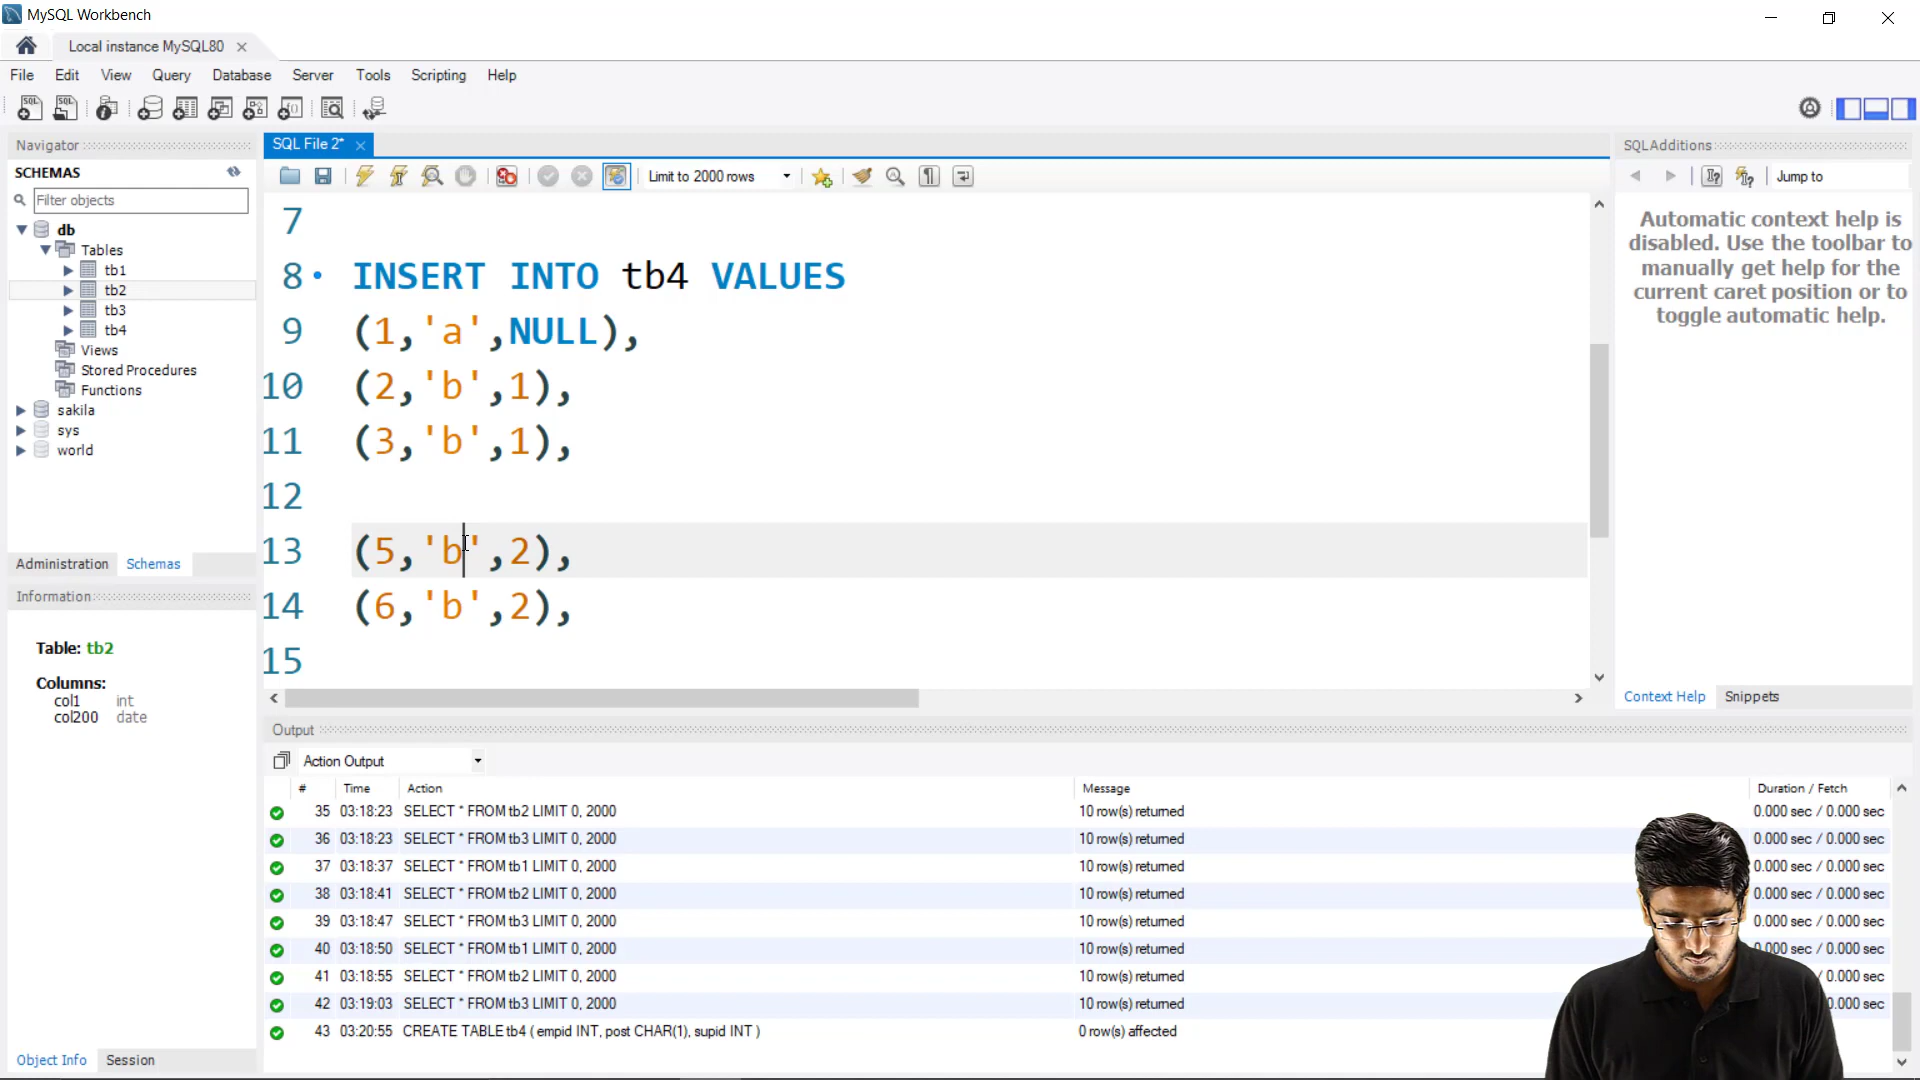 MySQL Workbench
Local instance MySQL80
File Edit View Query Database Server Tools Scripting Help
Navigator
SCHEMAS
Filter objects
db
Tables
tb1
tb2
tb3
tb4
Views
Stored Procedures
Functions
sakila
sys
world
Administration Schemas
Information
Table: tb2
Columns:
col1 int
col200 date
Object Info Session
SQL File 2*
Limit to 2000 rows
7
8 INSERT INTO tb4 VALUES
9 (1,'a',NULL),
10 (2,'b',1),
11 (3,'b',1),
12
13 (5,'b',2),
14 (6,'b',2),
15
SQLAdditions
Jump to
Automatic context help is
disabled. Use the toolbar to
manually get help for the
current caret position or to
toggle automatic help.
Context Help Snippets
Output
Action Output
# Time Action Message Duration / Fetch
35 03:18:23 SELECT * FROM tb2 LIMIT 0, 2000 10 row(s) returned 0.000 sec / 0.000 sec
36 03:18:23 SELECT * FROM tb3 LIMIT 0, 2000 10 row(s) returned 0.000 sec / 0.000 sec
37 03:18:37 SELECT * FROM tb1 LIMIT 0, 2000 10 row(s) returned 0.000 sec / 0.000 sec
38 03:18:41 SELECT * FROM tb2 LIMIT 0, 2000 10 row(s) returned 0.000 sec / 0.000 sec
39 03:18:47 SELECT * FROM tb3 LIMIT 0, 2000 10 row(s) returned 0.000 sec / 0.000 sec
40 03:18:50 SELECT * FROM tb1 LIMIT 0, 2000 10 row(s) returned 0.000 sec / 0.000 sec
41 03:18:55 SELECT * FROM tb2 LIMIT 0, 2000 10 row(s) returned / 0.000 sec
42 03:19:03 SELECT * FROM tb3 LIMIT 0, 2000 10 row(s) returned 0.000 sec
43 03:20:55 CREATE TABLE tb4 ( empid INT, post CHAR(1), supid INT ) 0 row(s) affected